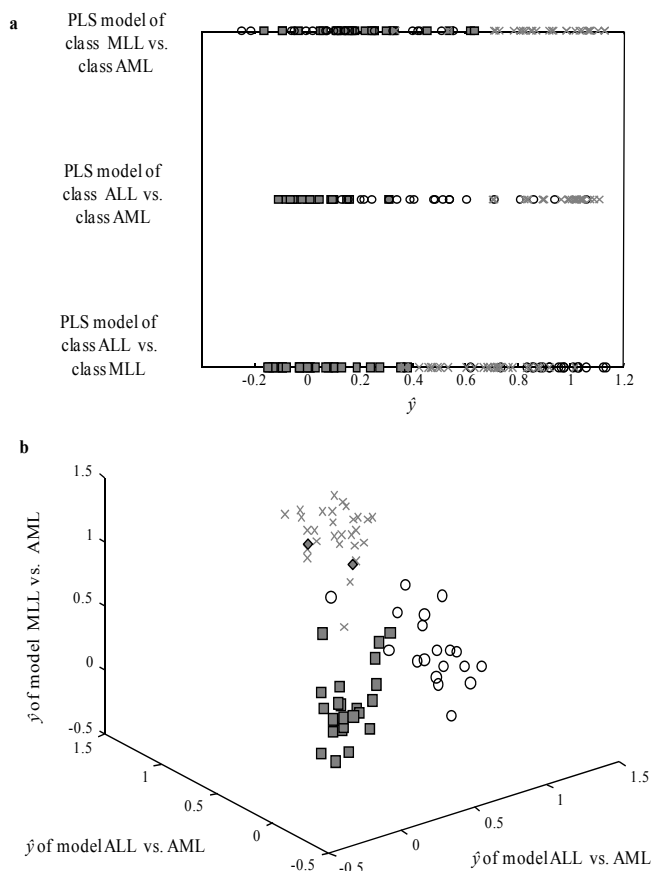 a
PLS model of
class MLL vs.
class AML
PLS model of
class ALL vs.
class AML
PLS model of
class ALL vs.
class MLL
-0.2 0 0.2 0.4 0.6 0.8 1 1.2
ŷ
b
1.5
1
0.5
0
-0.5
ŷ of model MLL vs. AML
1.5
1
0.5
0
-0.5
ŷ of model ALL vs. AML
-0.5
0
0.5
1
1.5
ŷ of model ALL vs. AML